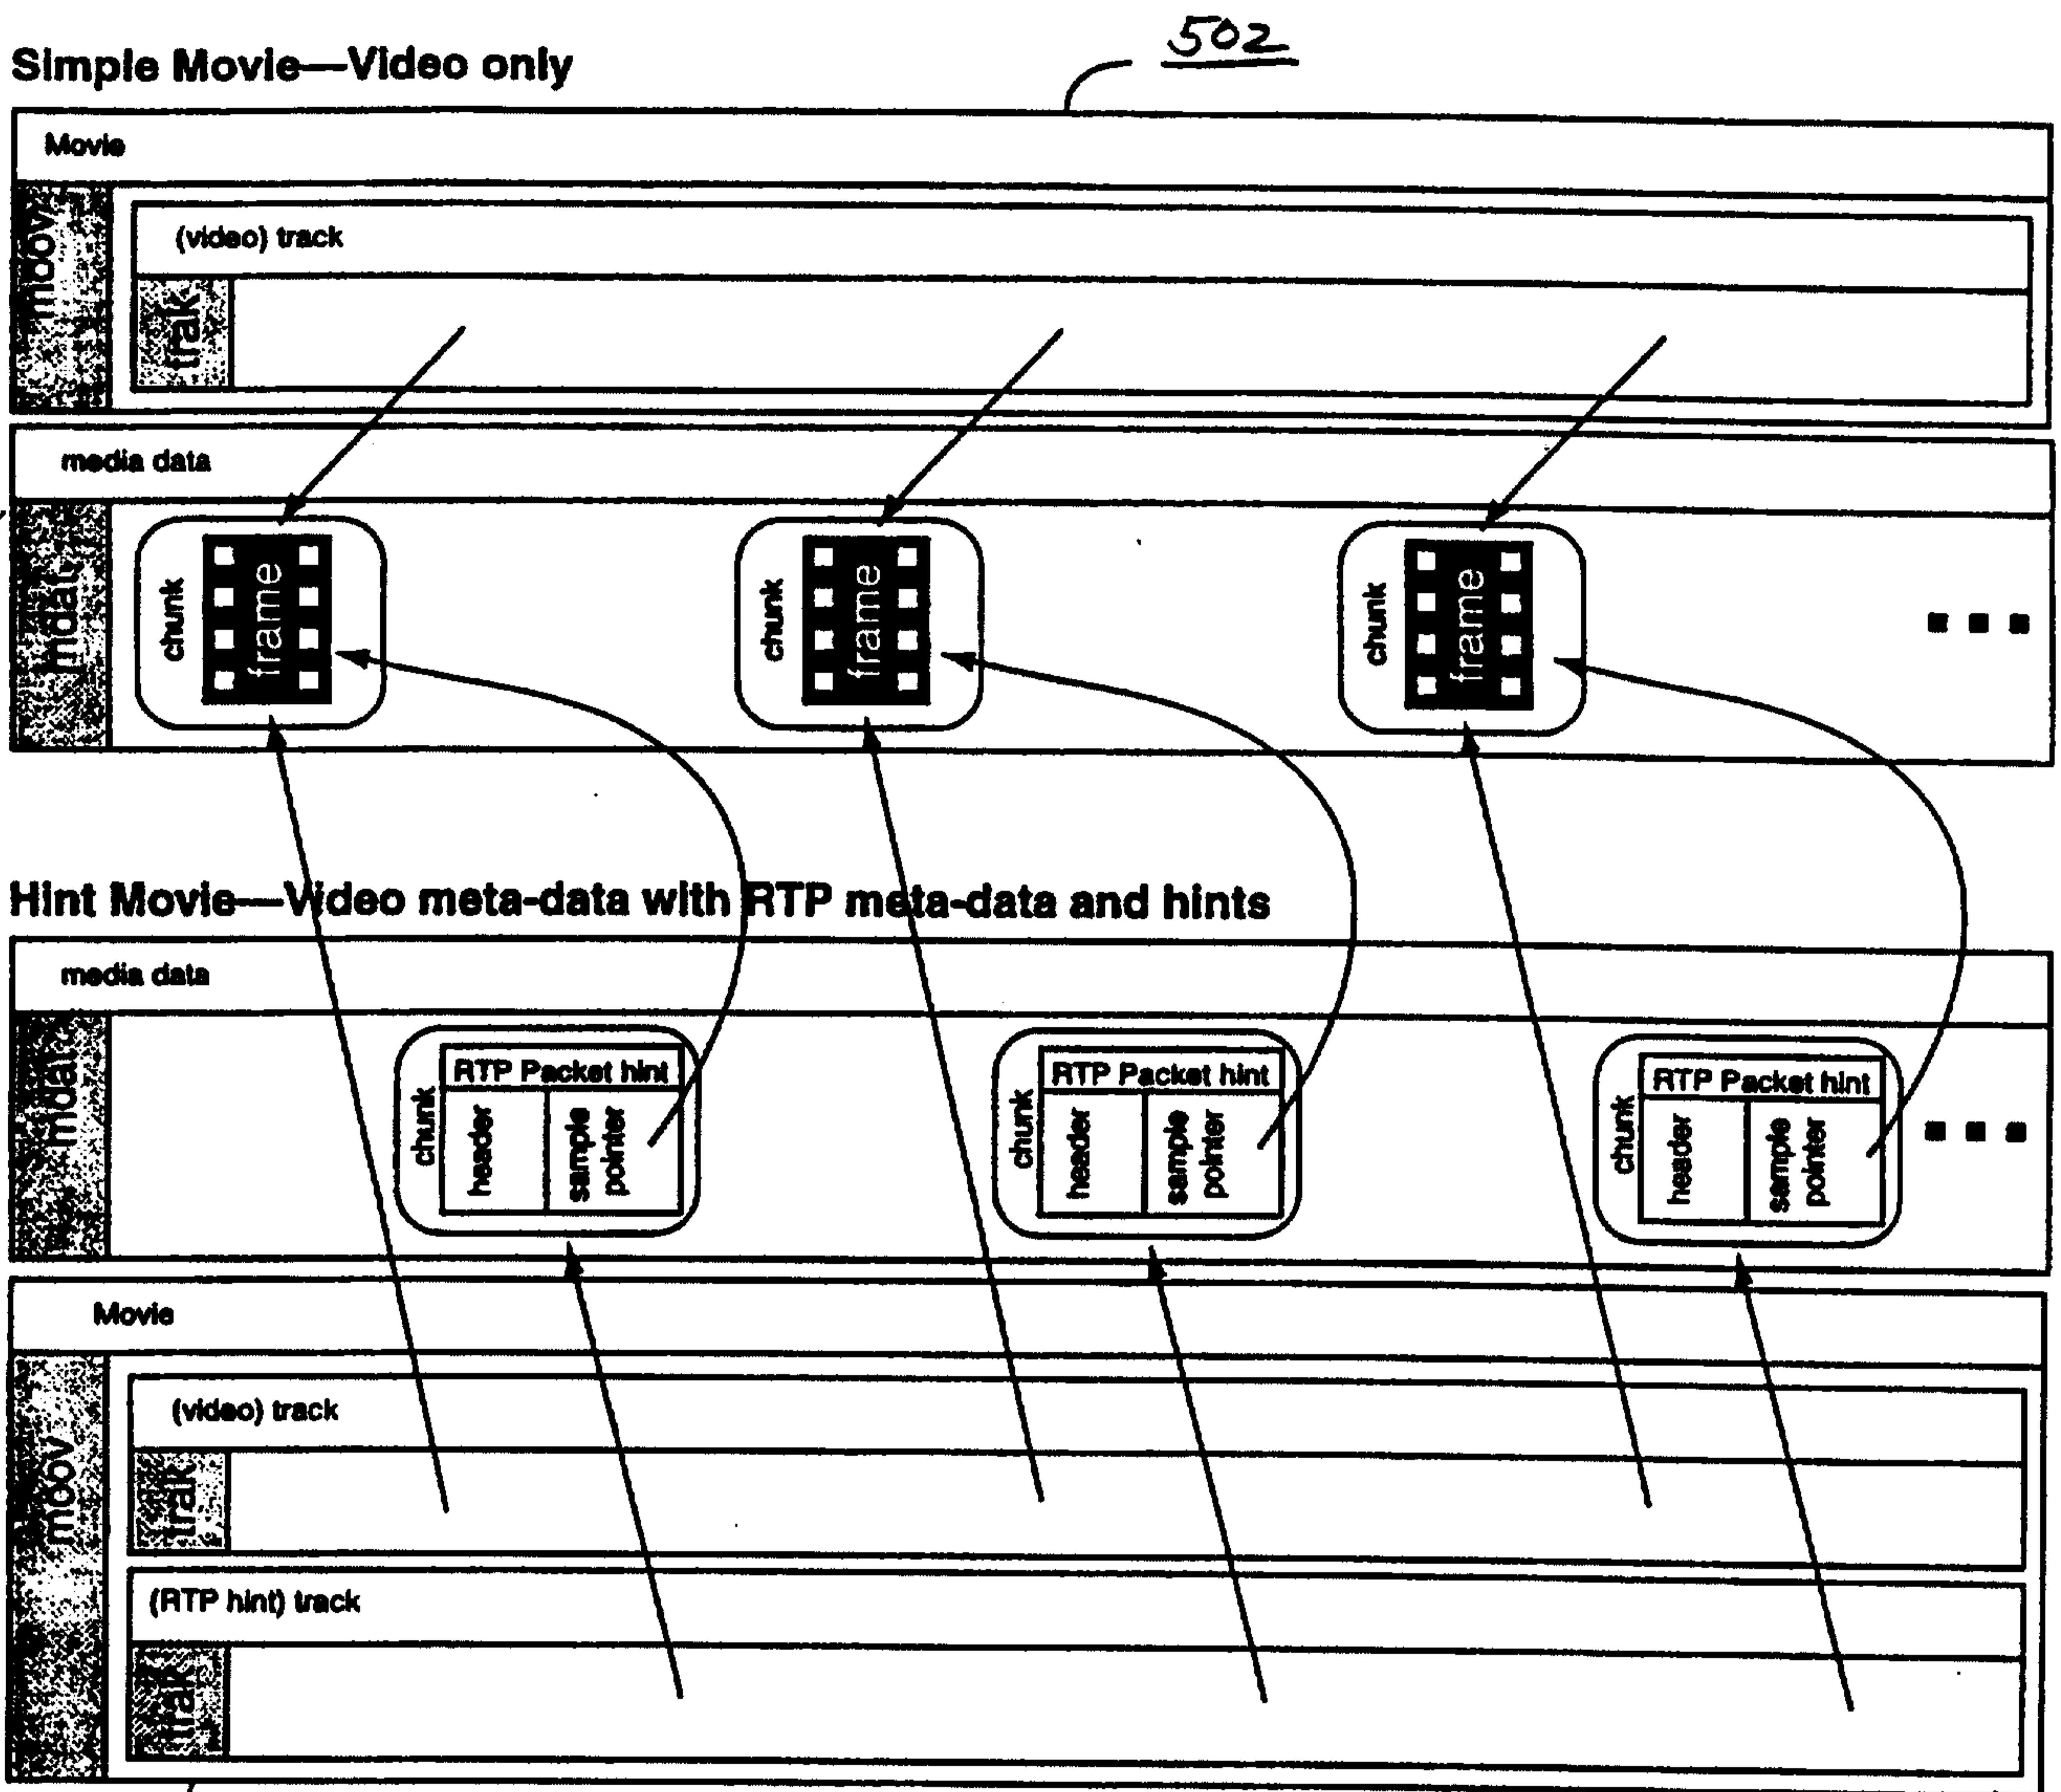 502
Simple Movie—Video only
Movie
moov
(video) track
trak
media data
mdat
chunk
frame
chunk
frame
chunk
frame
Hint Movie—Video meta-data with RTP meta-data and hints
media data
mdat
chunk
RTP Packet hint
header
sample
pointer
chunk
RTP Packet hint
header
sample
pointer
chunk
RTP Packet hint
header
sample
pointer
Movie
moov
(video) track
trak
(RTP hint) track
trak